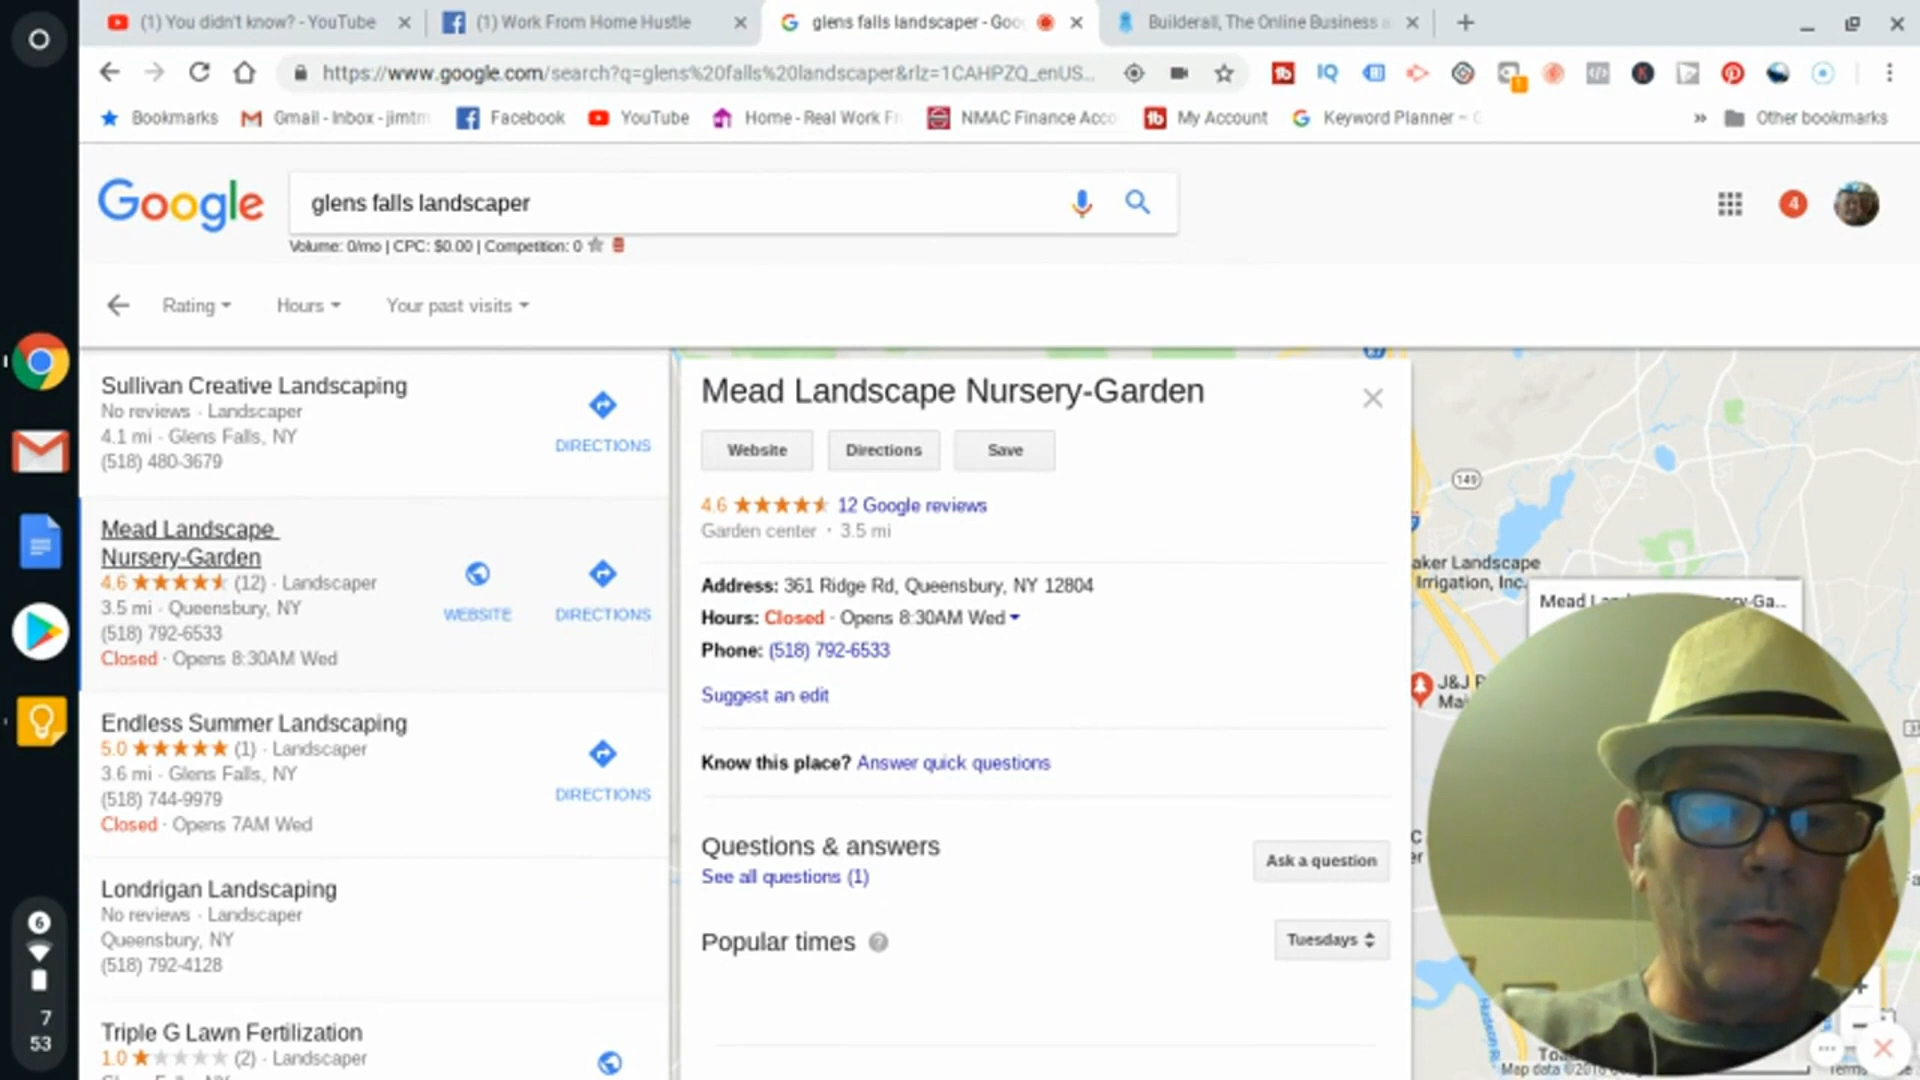 (1) You didn't know? - YouTube
(1) Work From Home Hustle
glens falls landscaper - Goo
Builderall, The Online Business a
https://www.google.com/search?q=glens%20falls%20landscaper&rlz=1CAHPZQ_enUS...
Bookmarks
Gmail - Inbox - jimtm
Facebook
YouTube
Home - Real Work Fr
NMAC Finance Acco
My Account
Keyword Planner – G
Other bookmarks
Google
glens falls landscaper
4
Volume: 0/mo | CPC: $0.00 | Competition: 0
Rating
Hours
Your past visits
Sullivan Creative Landscaping
No reviews · Landscaper
4.1 mi · Glens Falls, NY
(518) 480-3679
DIRECTIONS
Mead Landscape
Nursery-Garden
4.6 (12) · Landscaper
3.5 mi · Queensbury, NY
(518) 792-6533
Closed · Opens 8:30AM Wed
WEBSITE
DIRECTIONS
Endless Summer Landscaping
5.0 (1) · Landscaper
3.6 mi · Glens Falls, NY
(518) 744-9979
Closed · Opens 7AM Wed
DIRECTIONS
Londrigan Landscaping
No reviews · Landscaper
Queensbury, NY
(518) 792-4128
Triple G Lawn Fertilization
1.0 (2) · Landscaper
Mead Landscape Nursery-Garden
Website
Directions
Save
4.6 12 Google reviews
Garden center · 3.5 mi
Address: 361 Ridge Rd, Queensbury, NY 12804
Hours: Closed · Opens 8:30AM Wed
Phone: (518) 792-6533
Suggest an edit
Know this place? Answer quick questions
Questions & answers
See all questions (1)
Ask a question
Popular times
Tuesdays
149
aker Landscape
Irrigation, Inc.
J&J P
Hudson R
Map data ©2018
6
7
53